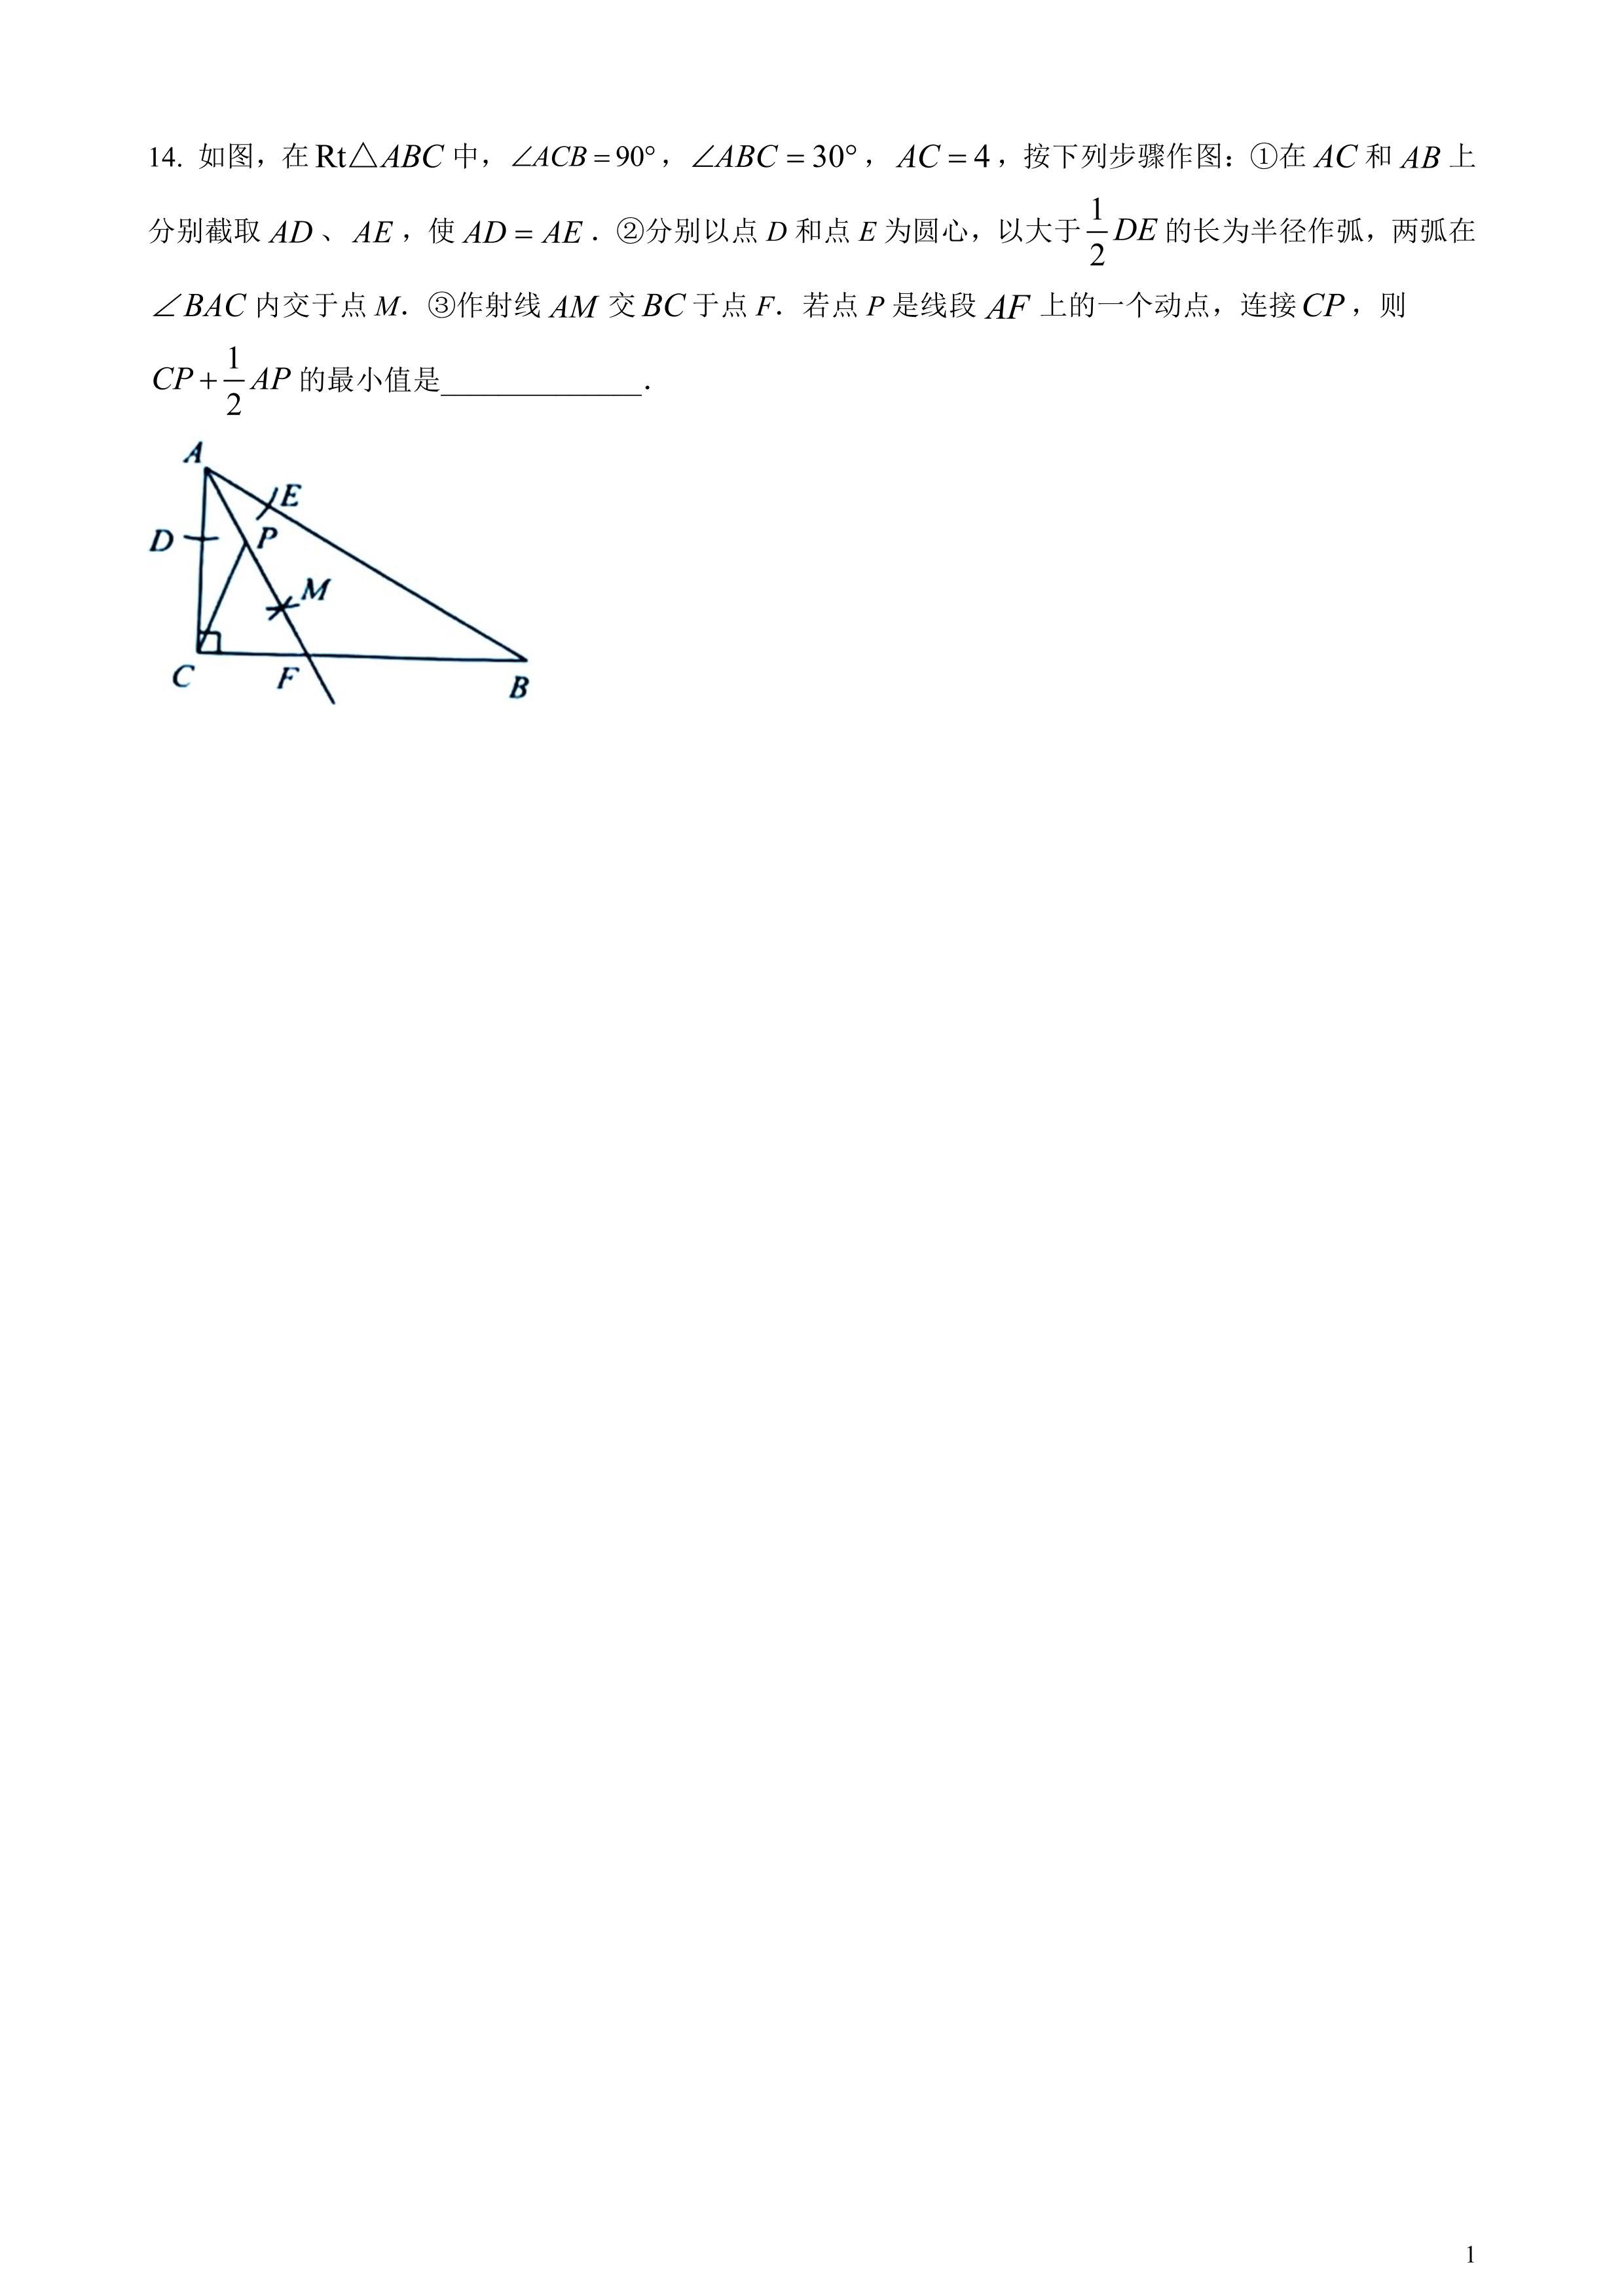 14. 如图，在 Rt△ABC 中，∠ACB = 90°，∠ABC = 30°，AC = 4，按下列步骤作图：①在 AC 和 AB 上
分别截取 AD、AE，使 AD = AE．②分别以点 D 和点 E 为圆心，以大于 \frac{1}{2} DE 的长为半径作弧，两弧在
∠BAC 内交于点 M．③作射线 AM 交 BC 于点 F．若点 P 是线段 AF 上的一个动点，连接 CP，则
CP + \frac{1}{2} AP 的最小值是______________．
A
E
D
P
M
C
F
B
1